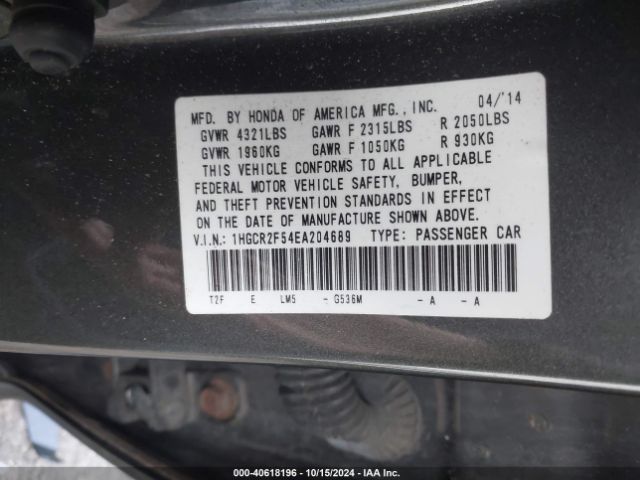 MFD. BY HONDA OF AMERICA MFG., INC. 04/'14
GVWR 4321LBS GAWR F 2315LBS R 2050LBS
GVWR 1960KG GAWR F 1050KG R 930KG
THIS VEHICLE CONFORMS TO ALL APPLICABLE
FEDERAL MOTOR VEHICLE SAFETY, BUMPER,
AND THEFT PREVENTION STANDARDS IN EFFECT
ON THE DATE OF MANUFACTURE SHOWN ABOVE.
V.I.N.: 1HGCR2F54EA204689 TYPE: PASSENGER CAR
T2F E LM5 - G536M - A - A
000-40618196 - 10/15/2024 - IAA Inc.